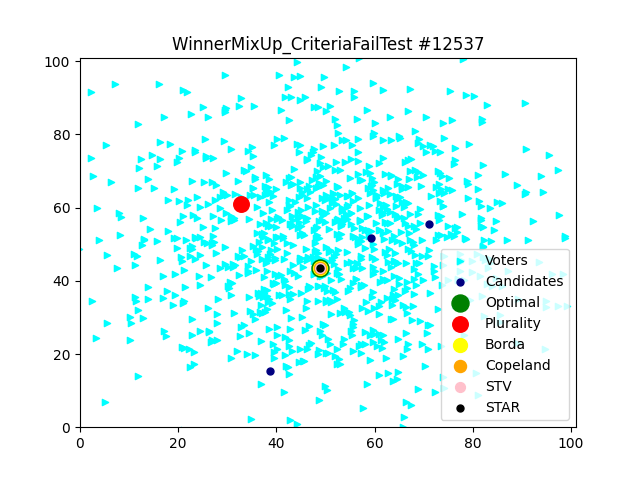 WinnerMixUp_CriteriaFailTest #12537
100
80
60
40
20
0
0
20
40
60
80
100
Voters
Candidates
Optimal
Plurality
Borda
Copeland
STV
STAR